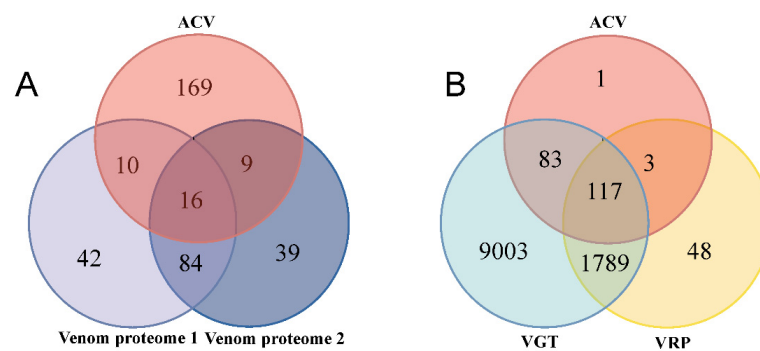 ACV
A
169
10
9
16
42
84
39
Venom proteome 1 Venom proteome 2
ACV
B
1
83
3
117
9003
1789
48
VGT
VRP